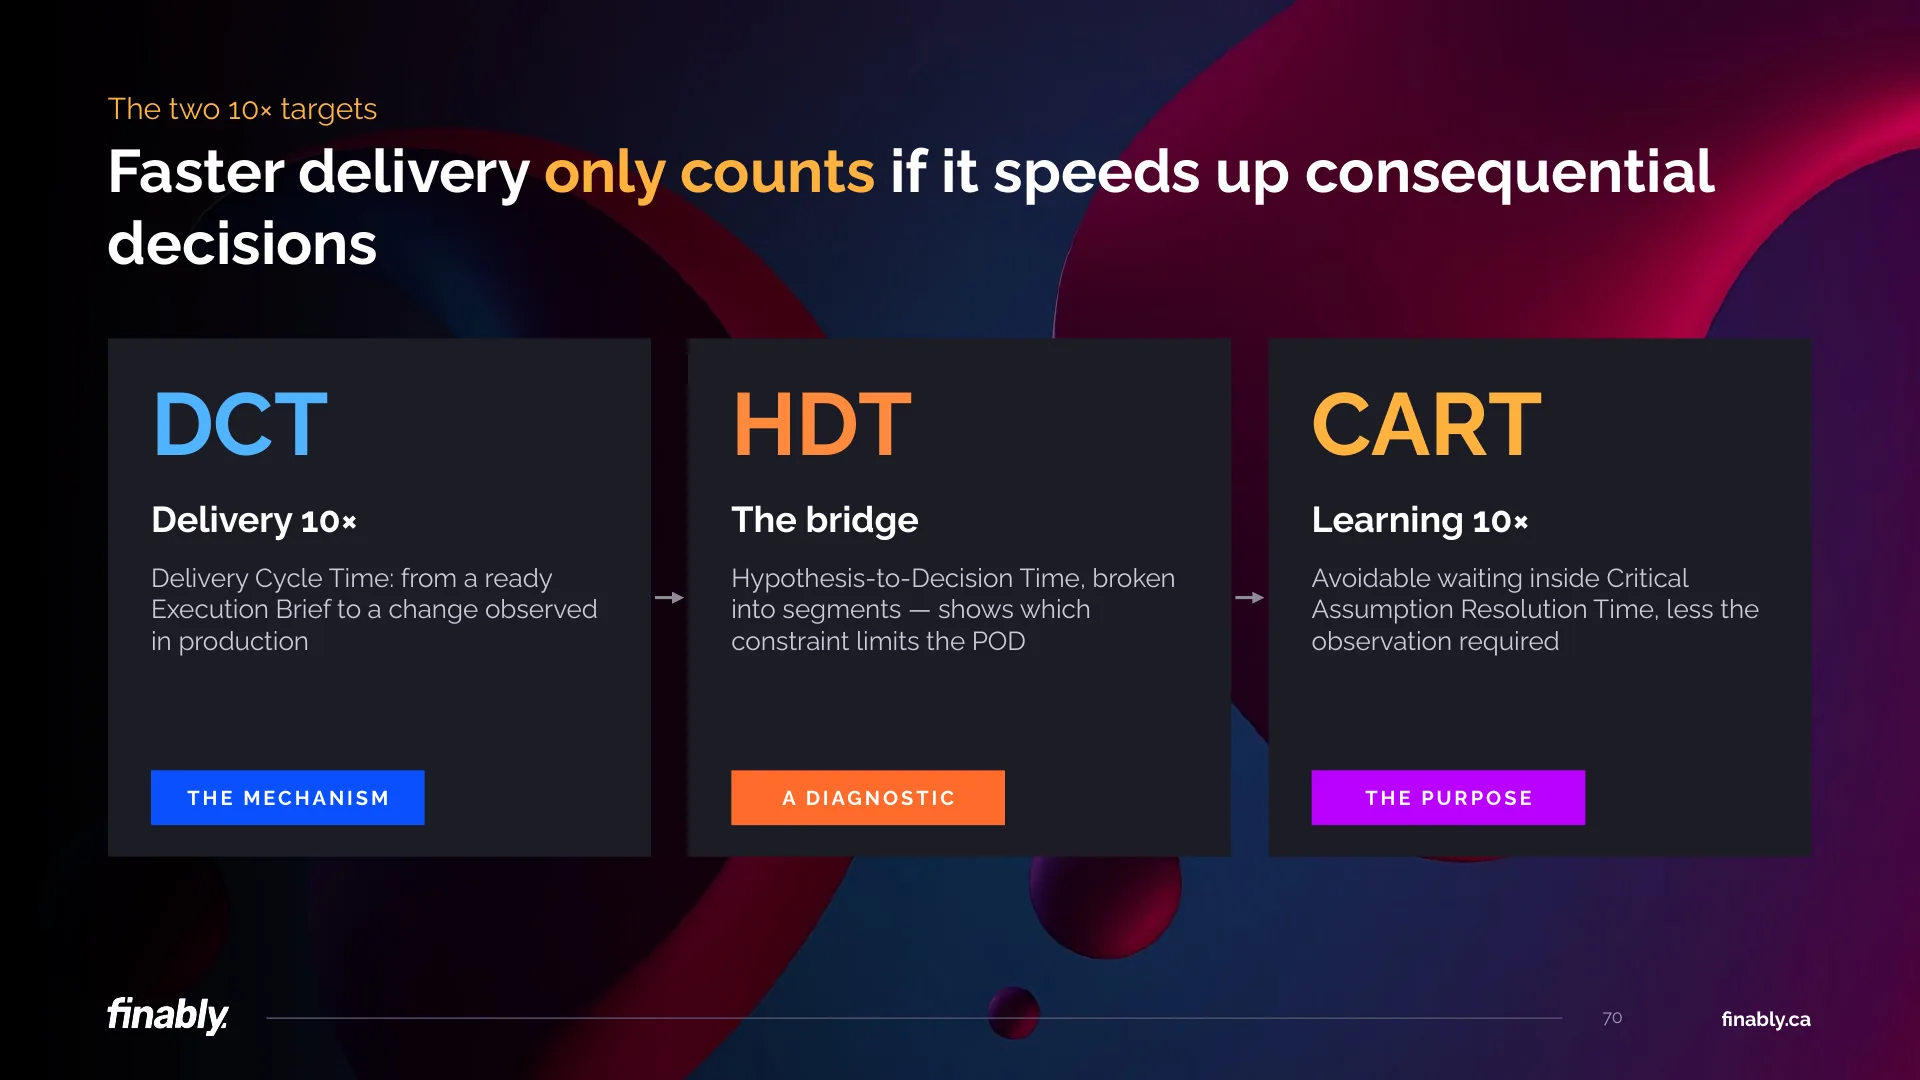 The two 10× targets
Faster delivery only counts if it speeds up consequential
decisions
DCT
Delivery 10×
Delivery Cycle Time: from a ready
Execution Brief to a change observed
in production
THE MECHANISM
HDT
The bridge
Hypothesis-to-Decision Time, broken
into segments — shows which
constraint limits the POD
A DIAGNOSTIC
CART
Learning 10×
Avoidable waiting inside Critical
Assumption Resolution Time, less the
observation required
THE PURPOSE
finably.
70
finably.ca